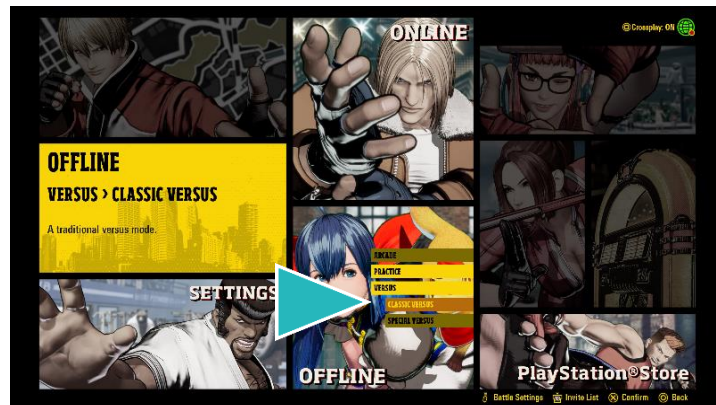 Crossplay: ON
ONLINE
OFFLINE
VERSUS > CLASSIC VERSUS
A traditional versus mode.
ARCADE
PRACTICE
VERSUS
CLASSIC VERSUS
SPECIAL VERSUS
SETTINGS
OFFLINE
PlayStation®Store
Battle Settings Invite List Confirm Back